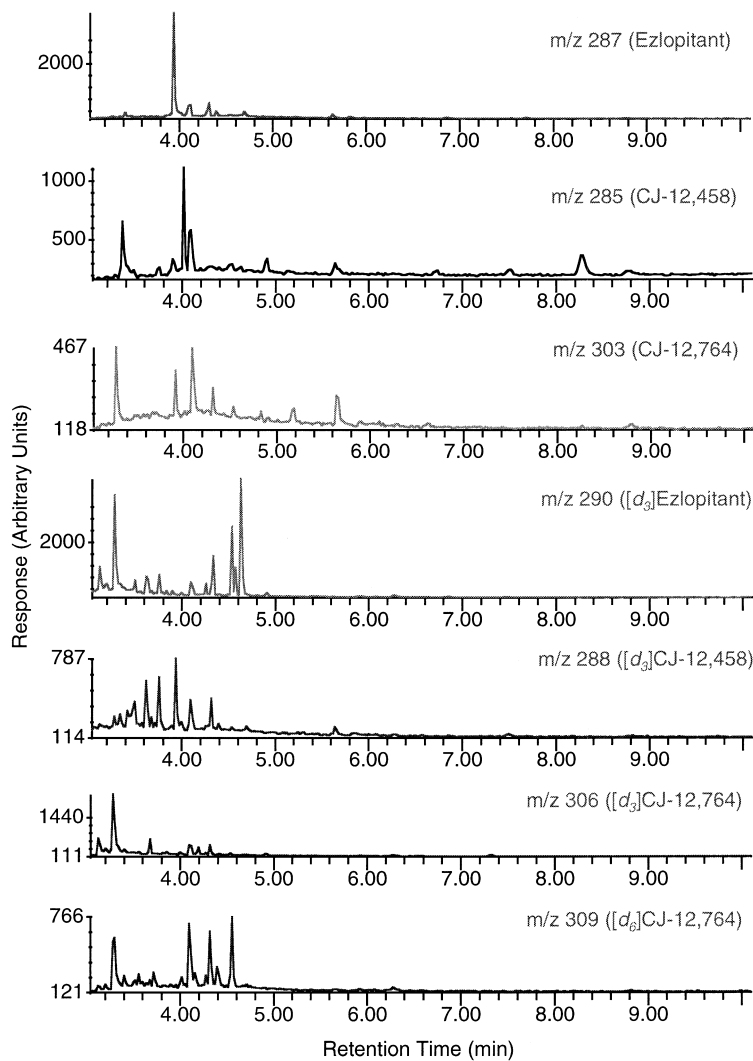 m/z 287 (Ezlopitant)
2000
4.00 5.00 6.00 7.00 8.00 9.00
m/z 285 (CJ-12,458)
1000
500
4.00 5.00 6.00 7.00 8.00 9.00
m/z 303 (CJ-12,764)
467
118
4.00 5.00 6.00 7.00 8.00 9.00
m/z 290 ([d3]Ezlopitant)
2000
4.00 5.00 6.00 7.00 8.00 9.00
m/z 288 ([d3]CJ-12,458)
787
114
4.00 5.00 6.00 7.00 8.00 9.00
m/z 306 ([d3]CJ-12,764)
1440
111
4.00 5.00 6.00 7.00 8.00 9.00
m/z 309 ([d6]CJ-12,764)
766
121
4.00 5.00 6.00 7.00 8.00 9.00
Response (Arbitrary Units)
Retention Time (min)